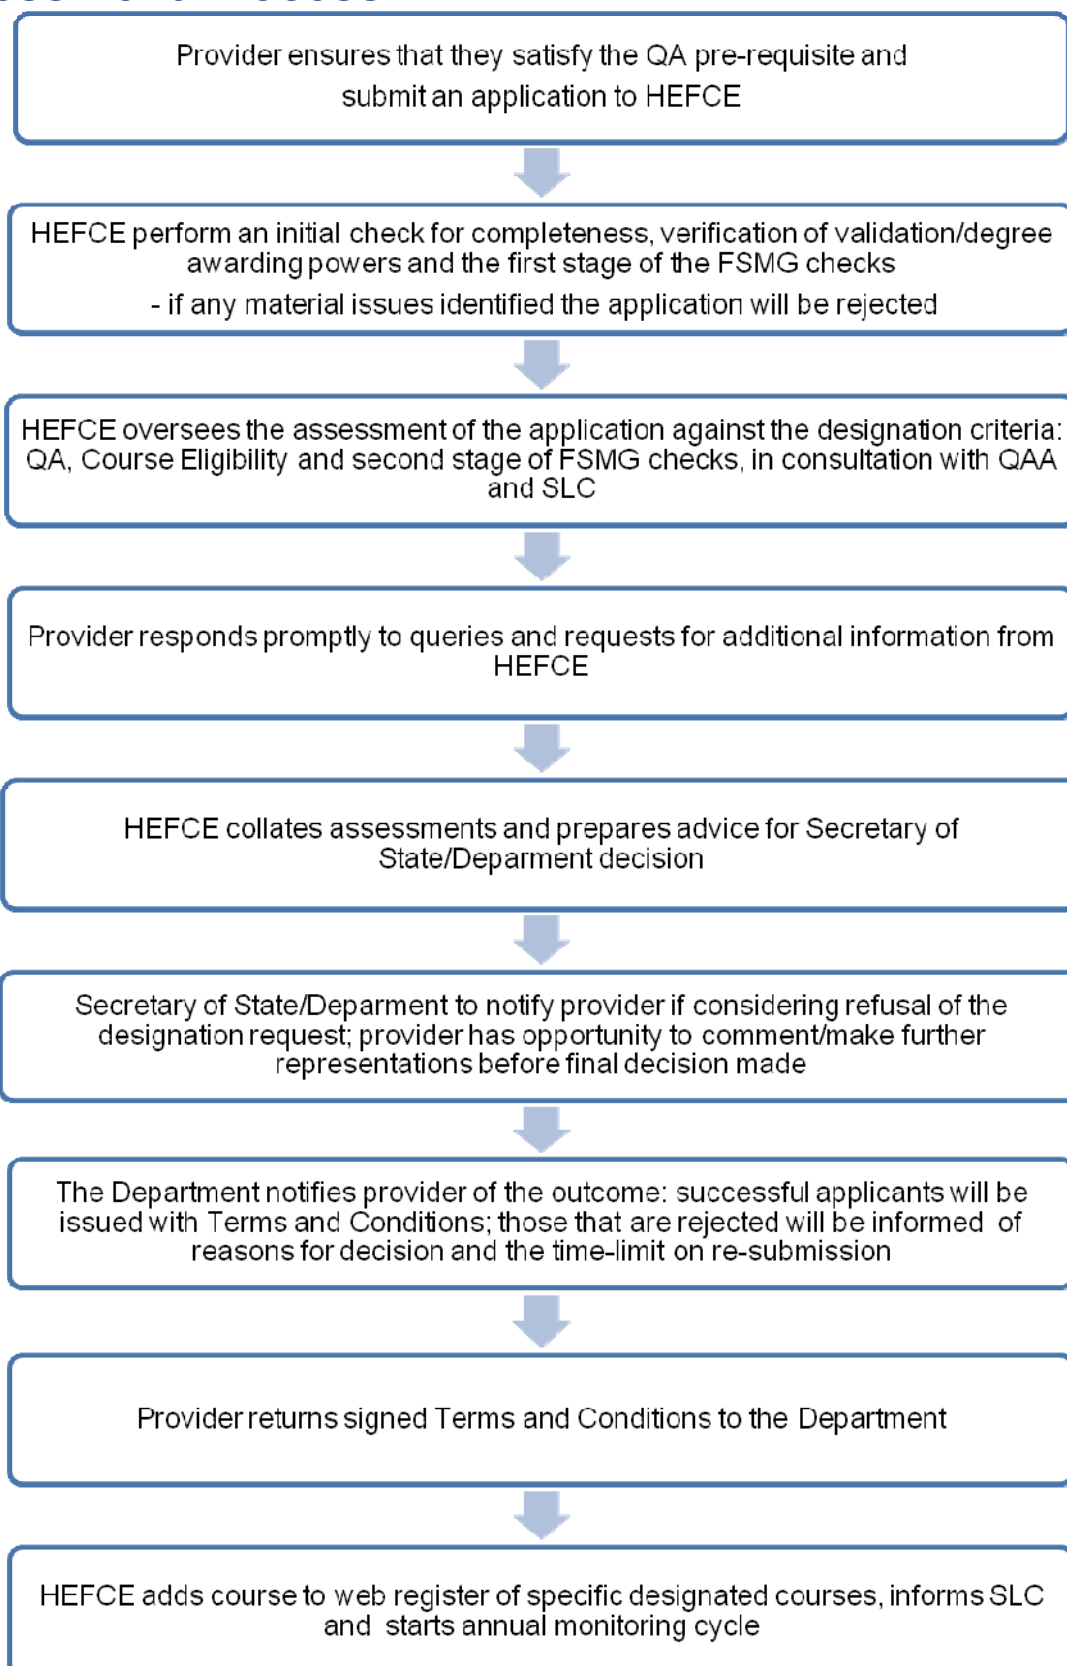 Provider ensures that they satisfy the QA pre-requisite and
submit an application to HEFCE
HEFCE perform an initial check for completeness, verification of validation/degree
awarding powers and the first stage of the FSMG checks
- if any material issues identified the application will be rejected
HEFCE oversees the assessment of the application against the designation criteria:
QA, Course Eligibility and second stage of FSMG checks, in consultation with QAA
and SLC
Provider responds promptly to queries and requests for additional information from
HEFCE
HEFCE collates assessments and prepares advice for Secretary of
State/Deparment decision
Secretary of State/Deparment to notify provider if considering refusal of the
designation request; provider has opportunity to comment/make further
representations before final decision made
The Department notifies provider of the outcome: successful applicants will be
issued with Terms and Conditions; those that are rejected will be informed of
reasons for decision and the time-limit on re-submission
Provider returns signed Terms and Conditions to the Department
HEFCE adds course to web register of specific designated courses, informs SLC
and starts annual monitoring cycle